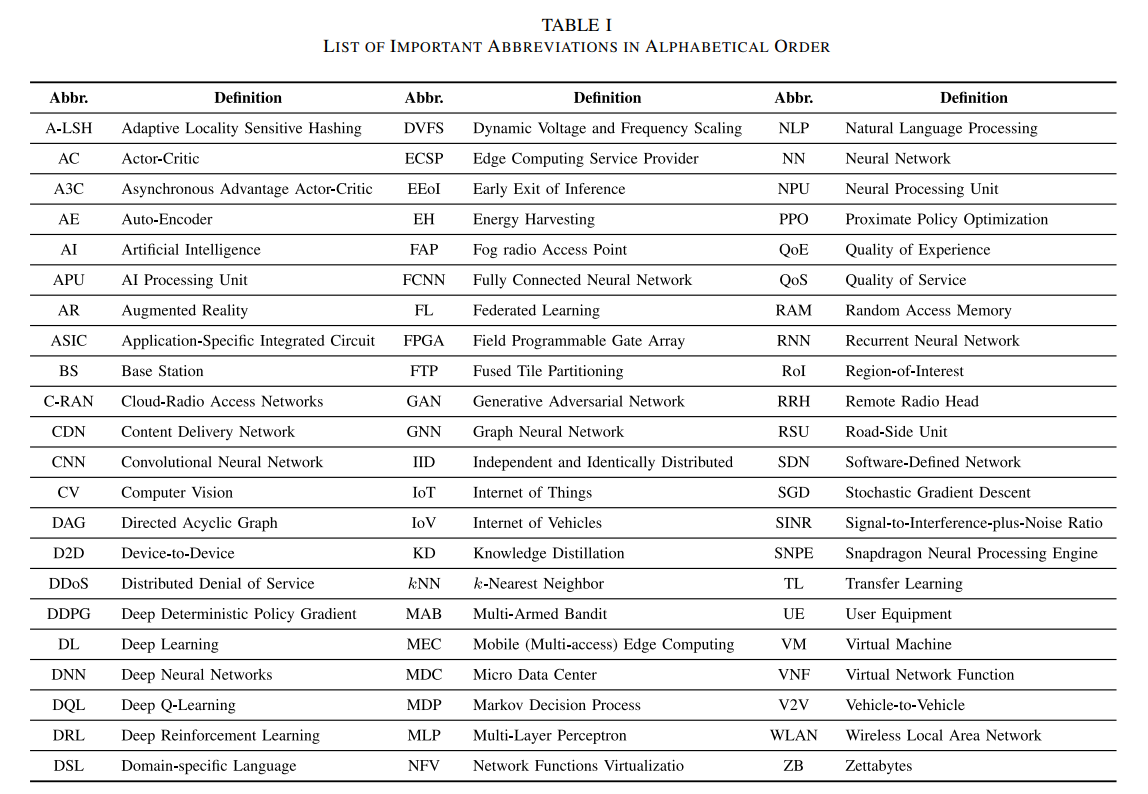 TABLE I
LIST OF IMPORTANT ABBREVIATIONS IN ALPHABETICAL ORDER
Abbr. Definition Abbr. Definition Abbr. Definition
A-LSH Adaptive Locality Sensitive Hashing DVFS Dynamic Voltage and Frequency Scaling NLP Natural Language Processing
AC Actor-Critic ECSP Edge Computing Service Provider NN Neural Network
A3C Asynchronous Advantage Actor-Critic EEoI Early Exit of Inference NPU Neural Processing Unit
AE Auto-Encoder EH Energy Harvesting PPO Proximate Policy Optimization
AI Artificial Intelligence FAP Fog radio Access Point QoE Quality of Experience
APU AI Processing Unit FCNN Fully Connected Neural Network QoS Quality of Service
AR Augmented Reality FL Federated Learning RAM Random Access Memory
ASIC Application-Specific Integrated Circuit FPGA Field Programmable Gate Array RNN Recurrent Neural Network
BS Base Station FTP Fused Tile Partitioning RoI Region-of-Interest
C-RAN Cloud-Radio Access Networks GAN Generative Adversarial Network RRH Remote Radio Head
CDN Content Delivery Network GNN Graph Neural Network RSU Road-Side Unit
CNN Convolutional Neural Network IID Independent and Identically Distributed SDN Software-Defined Network
CV Computer Vision IoT Internet of Things SGD Stochastic Gradient Descent
DAG Directed Acyclic Graph IoV Internet of Vehicles SINR Signal-to-Interference-plus-Noise Ratio
D2D Device-to-Device KD Knowledge Distillation SNPE Snapdragon Neural Processing Engine
DDoS Distributed Denial of Service kNN k-Nearest Neighbor TL Transfer Learning
DDPG Deep Deterministic Policy Gradient MAB Multi-Armed Bandit UE User Equipment
DL Deep Learning MEC Mobile (Multi-access) Edge Computing VM Virtual Machine
DNN Deep Neural Networks MDC Micro Data Center VNF Virtual Network Function
DQL Deep Q-Learning MDP Markov Decision Process V2V Vehicle-to-Vehicle
DRL Deep Reinforcement Learning MLP Multi-Layer Perceptron WLAN Wireless Local Area Network
DSL Domain-specific Language NFV Network Functions Virtualizatio ZB Zettabytes